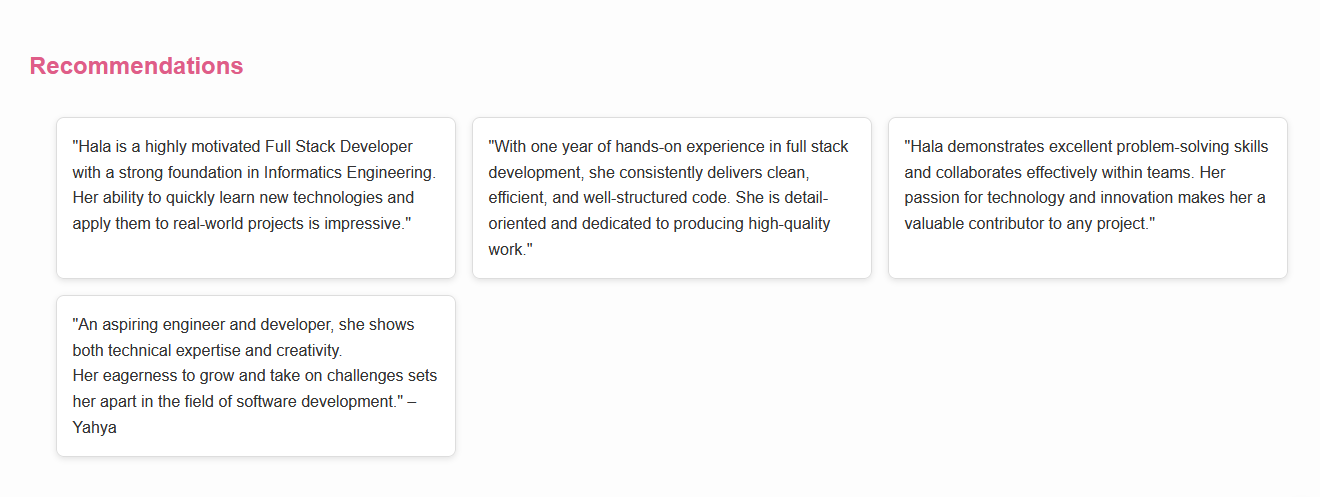 Recommendations
"Hala is a highly motivated Full Stack Developer
with a strong foundation in Informatics Engineering.
Her ability to quickly learn new technologies and
apply them to real-world projects is impressive."
"With one year of hands-on experience in full stack
development, she consistently delivers clean,
efficient, and well-structured code. She is detail-
oriented and dedicated to producing high-quality
work."
"Hala demonstrates excellent problem-solving skills
and collaborates effectively within teams. Her
passion for technology and innovation makes her a
valuable contributor to any project."
"An aspiring engineer and developer, she shows
both technical expertise and creativity.
Her eagerness to grow and take on challenges sets
her apart in the field of software development." –
Yahya